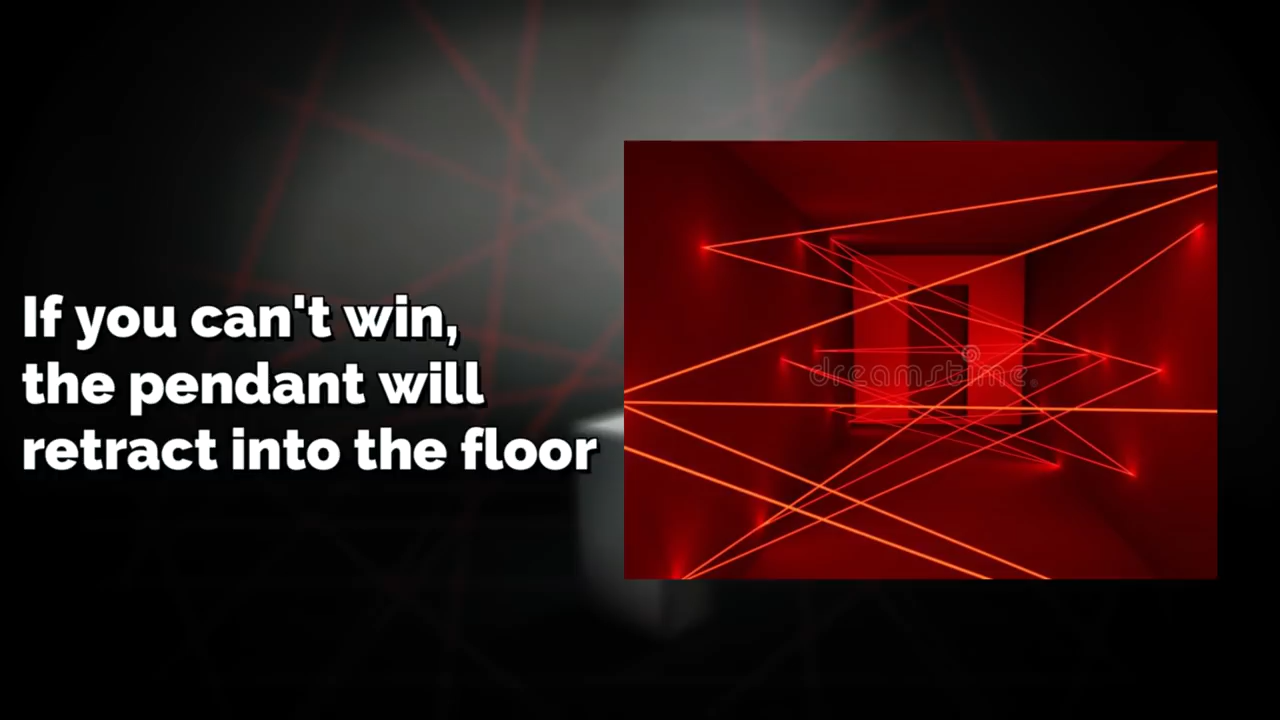 If you can't win,
the pendant will
retract into the floor
dreamstime.